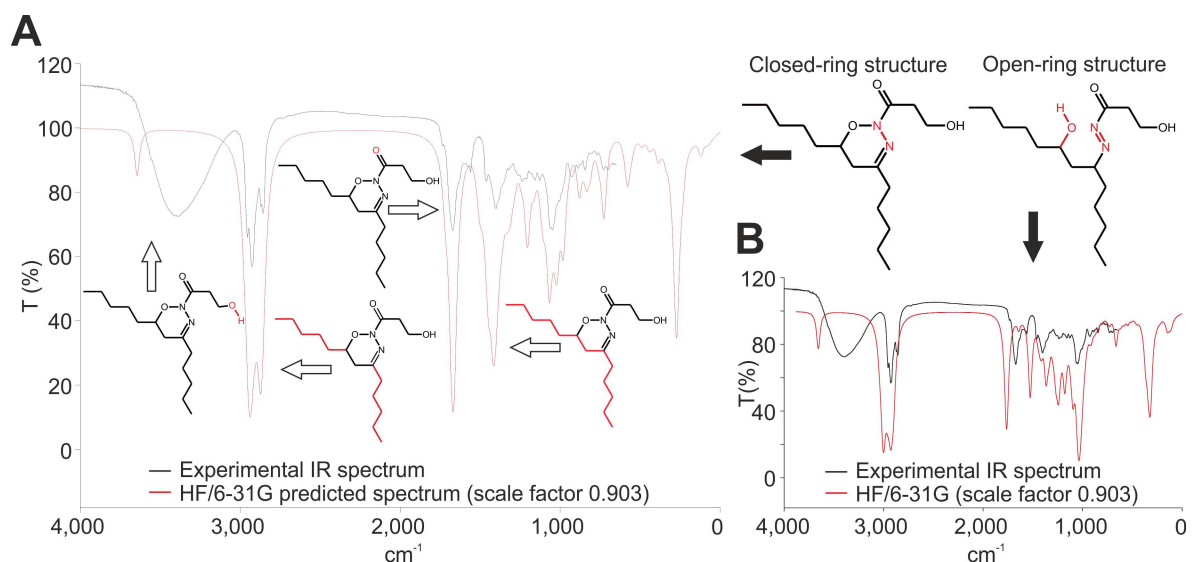 A
120
100
80
60
40
20
0
T (%)
O
O
N
N
OH
O
O
N
N
O
H
O
O
N
N
OH
O
O
N
N
OH
Experimental IR spectrum
HF/6-31G predicted spectrum (scale factor 0.903)
4,000 3,000 2,000 1,000 0
cm-1
Closed-ring structure Open-ring structure
O
O
N
N
OH
H
O
O
N
N
OH
B
120
80
40
0
T(%)
Experimental IR spectrum
HF/6-31G (scale factor 0.903)
4,000 3,000 2,000 1,000 0
cm-1